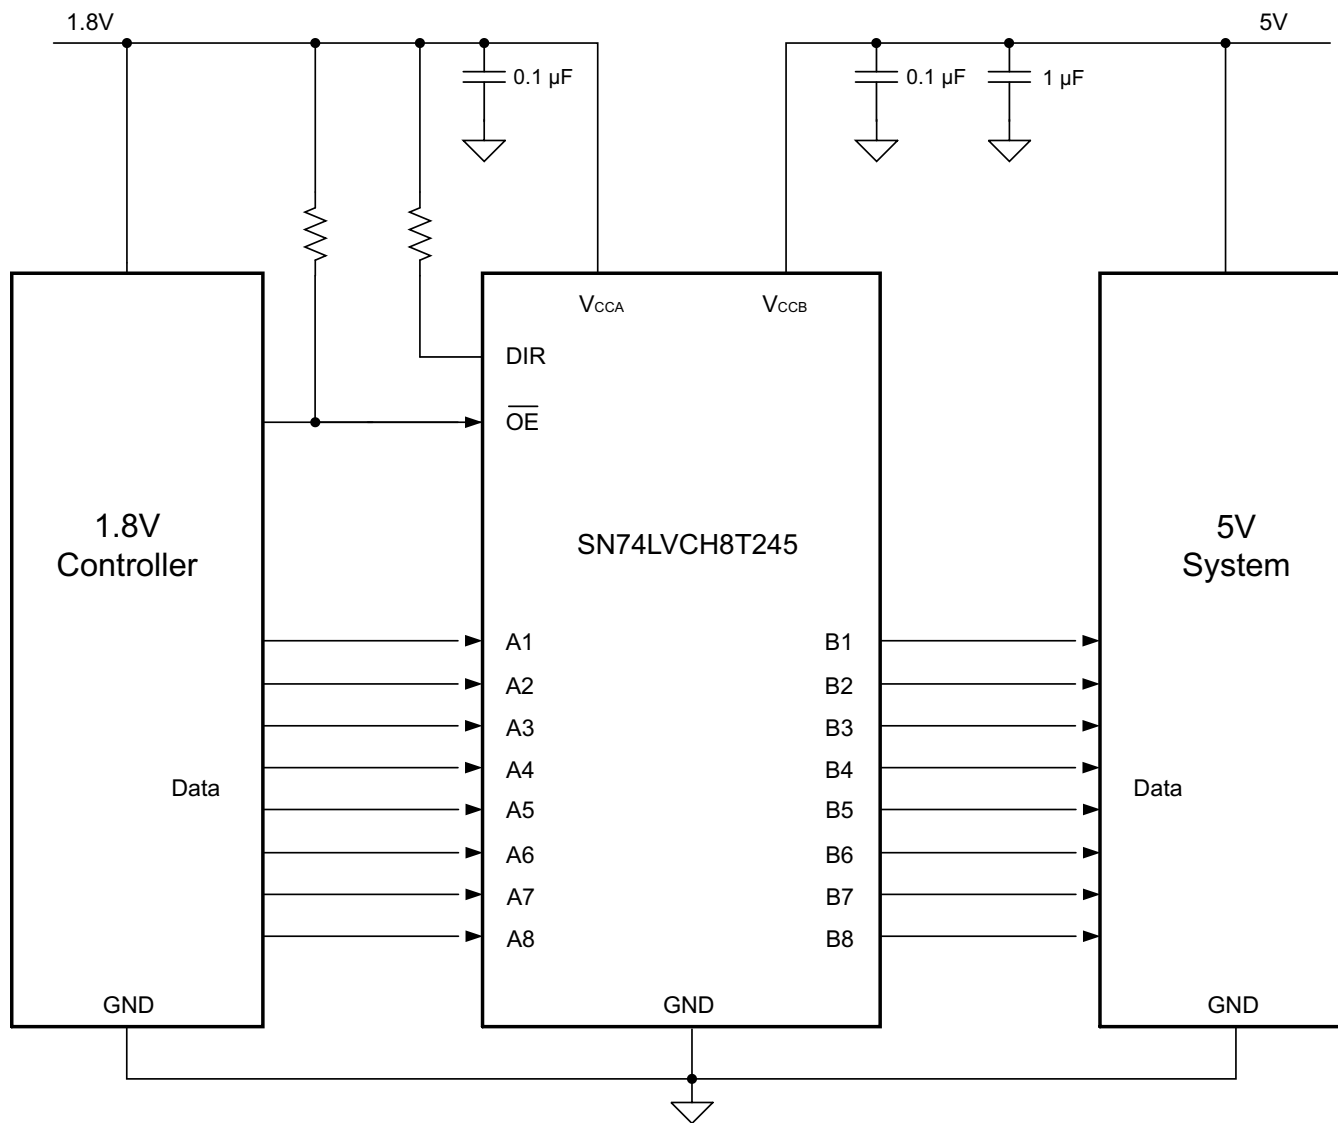 1.8V
5V
0.1 µF
0.1 µF
1 µF
VCCA
VCCB
DIR
OE
1.8V
Controller
SN74LVCH8T245
5V
System
A1
B1
A2
B2
A3
B3
A4
B4
Data
Data
A5
B5
A6
B6
A7
B7
A8
B8
GND
GND
GND